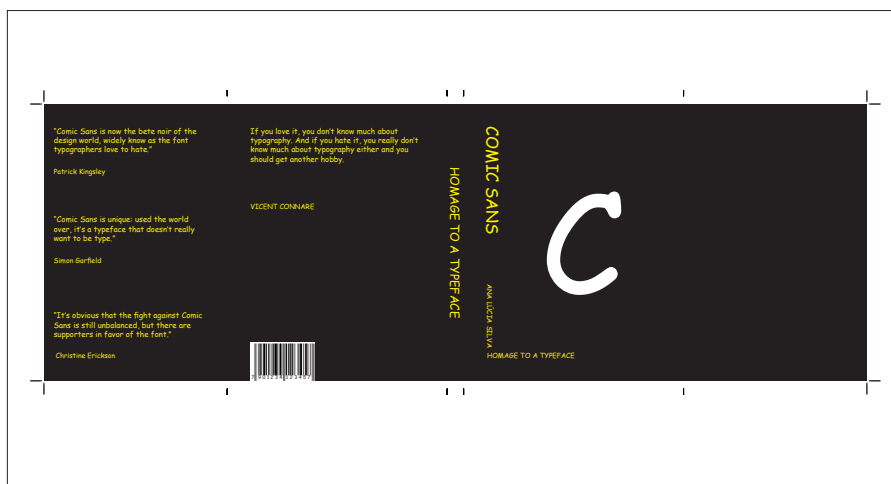 "Comic Sans is now the bete noir of the
design world, widely know as the font
typographers love to hate."
Patrick Kingsley
"Comic Sans is unique: used the world
over, it's a typeface that doesn't really
want to be type."
Simon Garfield
"It's obvious that the fight against Comic
Sans is still unbalanced, but there are
supporters in favor of the font."
Christine Erickson
If you love it, you don't know much about
typography. And if you hate it, you really don't
know much about typography either and you
should get another hobby.
VICENT CONNARE
7 901234 123457
HOMAGE TO A TYPEFACE
COMIC SANS
ANA LÚCIA SILVA
C
HOMAGE TO A TYPEFACE